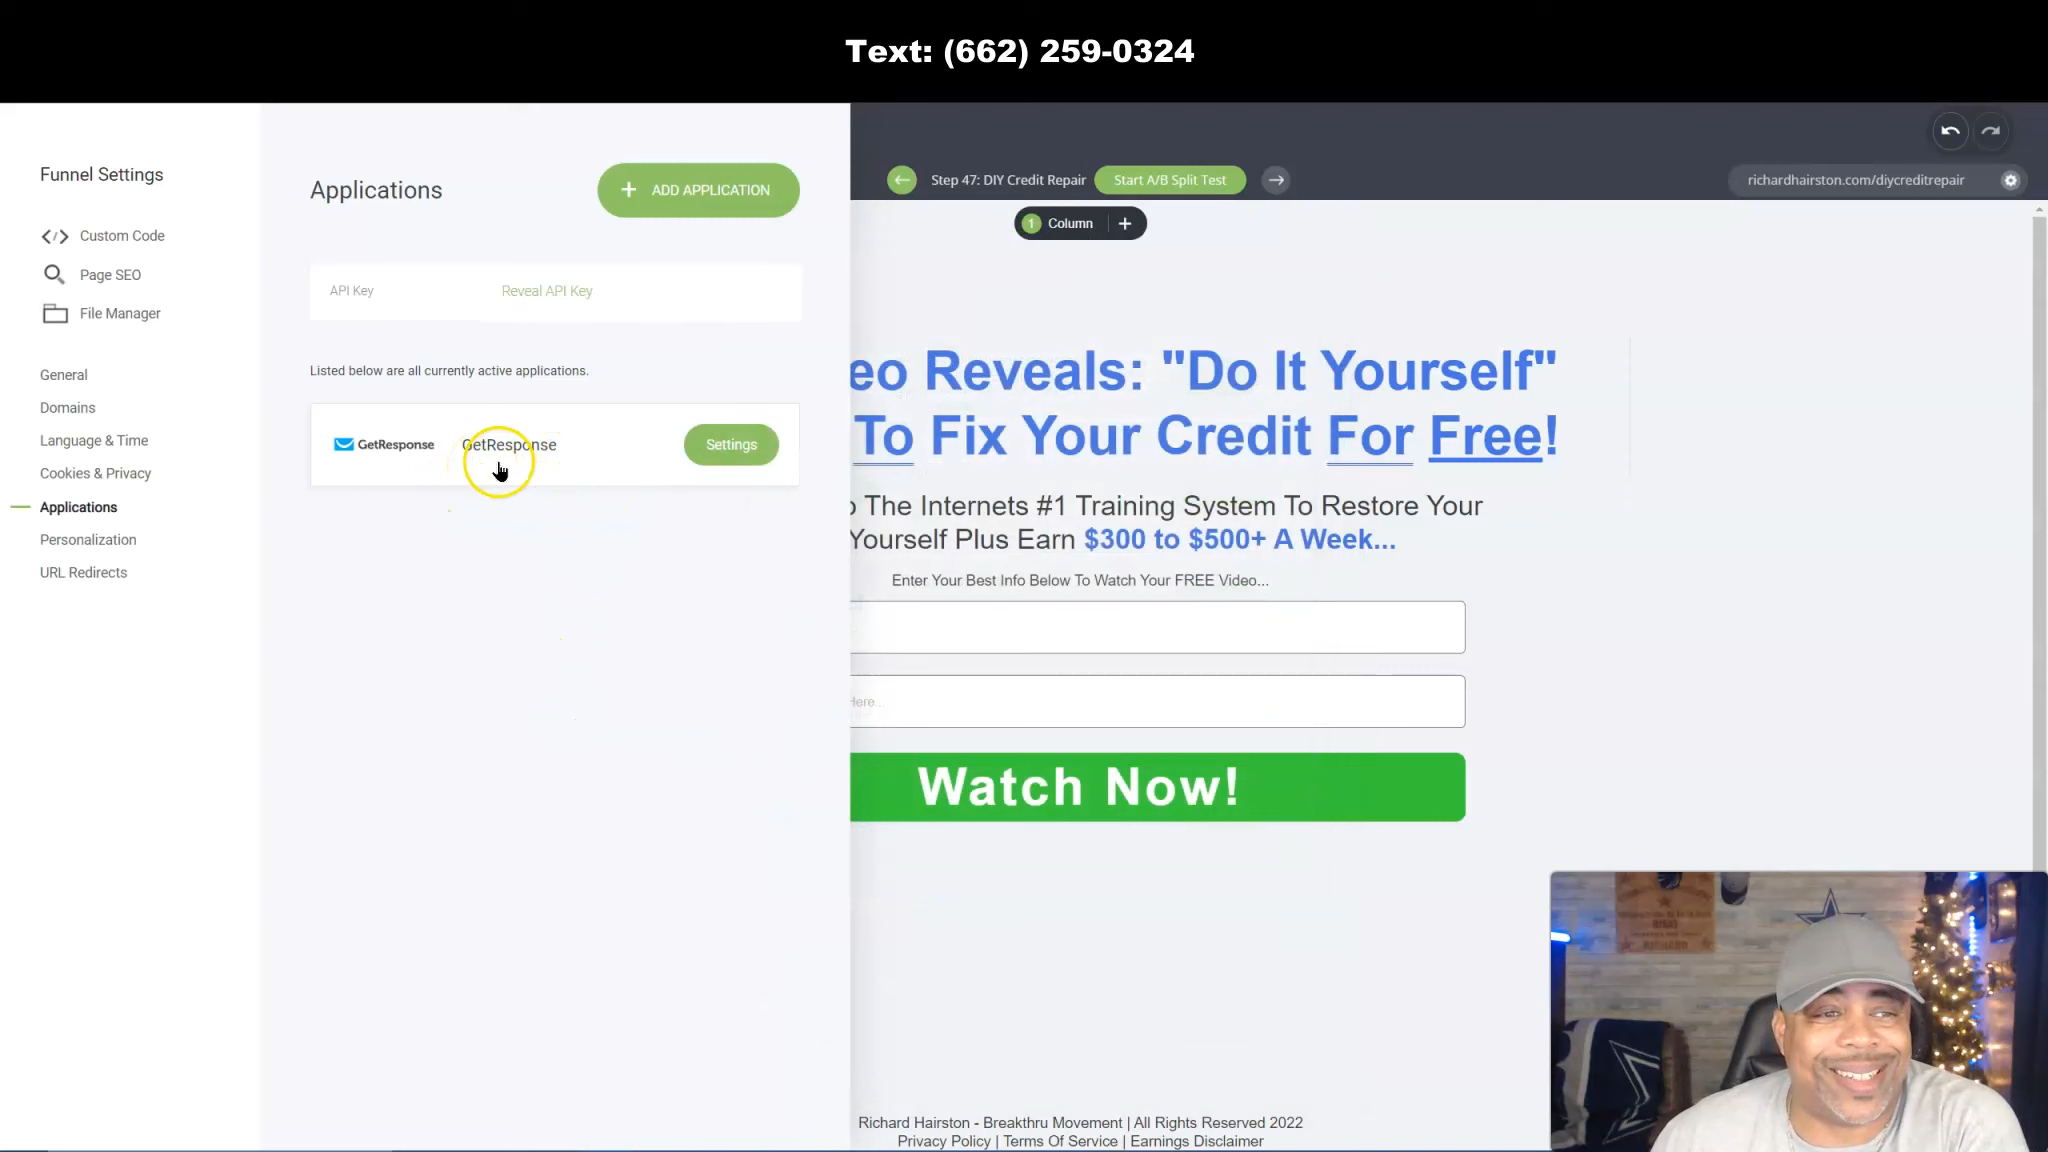 Text: (662) 259-0324
Funnel Settings
Custom Code
Page SEO
File Manager
General
Domains
Language & Time
Cookies & Privacy
Applications
Personalization
URL Redirects
Applications
+ ADD APPLICATION
API Key
Reveal API Key
Listed below are all currently active applications.
GetResponse
GetResponse
Settings
Step 47: DIY Credit Repair
Start A/B Split Test
richardhairston.com/diycreditrepair
1 Column +
eo Reveals: "Do It Yourself"
To Fix Your Credit For Free!
The Internets #1 Training System To Restore Your
Yourself Plus Earn $300 to $500+ A Week...
Enter Your Best Info Below To Watch Your FREE Video...
Here...
Watch Now!
Richard Hairston - Breakthru Movement | All Rights Reserved 2022
Privacy Policy | Terms Of Service | Earnings Disclaimer
RICHARD